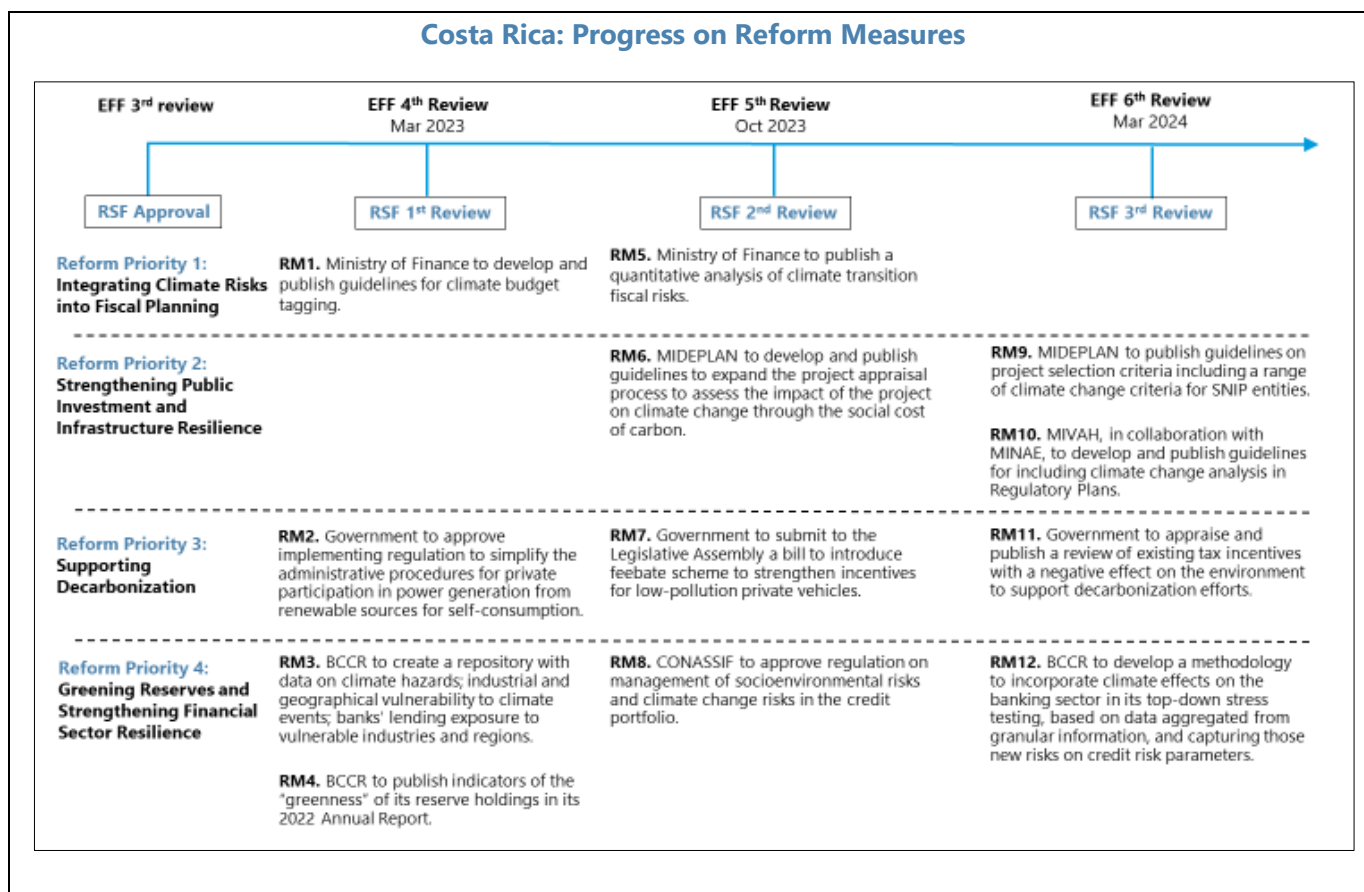 Costa Rica: Progress on Reform Measures
EFF 3rd review
EFF 4th Review
Mar 2023
EFF 5th Review
Oct 2023
EFF 6th Review
Mar 2024
RSF Approval
RSF 1st Review
RSF 2nd Review
RSF 3rd Review
Reform Priority 1:
Integrating Climate Risks
into Fiscal Planning
RM1. Ministry of Finance to develop and
publish guidelines for climate budget
tagging.
RM5. Ministry of Finance to publish a
quantitative analysis of climate transition
fiscal risks.
Reform Priority 2:
Strengthening Public
Investment and
Infrastructure Resilience
RM6. MIDEPLAN to develop and publish
guidelines to expand the project appraisal
process to assess the impact of the project
on climate change through the social cost
of carbon.
RM9. MIDEPLAN to publish guidelines on
project selection criteria including a range
of climate change criteria for SNIP entities.
RM10. MIVAH, in collaboration with
MINAE, to develop and publish guidelines
for including climate change analysis in
Regulatory Plans.
Reform Priority 3:
Supporting
Decarbonization
RM2. Government to approve
implementing regulation to simplify the
administrative procedures for private
participation in power generation from
renewable sources for self-consumption.
RM7. Government to submit to the
Legislative Assembly a bill to introduce
feebate scheme to strengthen incentives
for low-pollution private vehicles.
RM11. Government to appraise and
publish a review of existing tax incentives
with a negative effect on the environment
to support decarbonization efforts.
Reform Priority 4:
Greening Reserves and
Strengthening Financial
Sector Resilience
RM3. BCCR to create a repository with
data on climate hazards; industrial and
geographical vulnerability to climate
events; banks' lending exposure to
vulnerable industries and regions.
RM4. BCCR to publish indicators of the
"greenness" of its reserve holdings in its
2022 Annual Report.
RM8. CONASSIF to approve regulation on
management of socioenvironmental risks
and climate change risks in the credit
portfolio.
RM12. BCCR to develop a methodology
to incorporate climate effects on the
banking sector in its top-down stress
testing, based on data aggregated from
granular information, and capturing those
new risks on credit risk parameters.